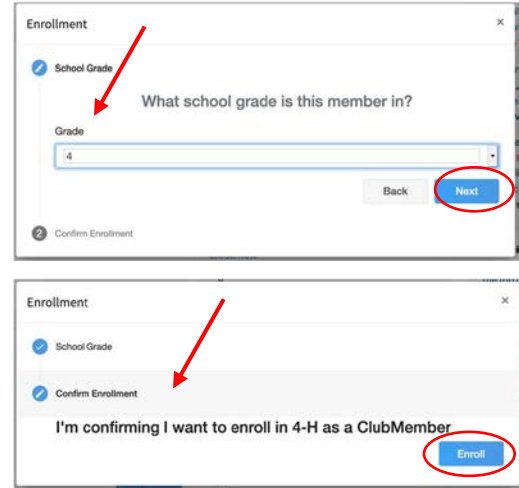 Enrollment ×
School Grade
What school grade is this member in?
Grade
4
Back Next
2 Confirm Enrollment
Enrollment ×
School Grade
Confirm Enrollment
I'm confirming I want to enroll in 4-H as a ClubMember
Enroll